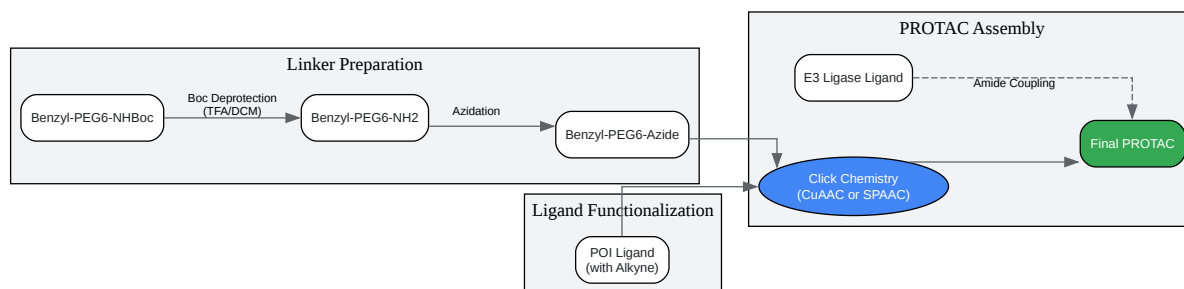 PROTAC Assembly
Linker Preparation
E3 Ligase Ligand
Amide Coupling
Boc Deprotection
(TFA/DCM)
Azidation
Benzyl-PEG6-NHBoc
Benzyl-PEG6-NH2
Benzyl-PEG6-Azide
Final PROTAC
Click Chemistry
(CuAAC or SPAAC)
Ligand Functionalization
POI Ligand
(with Alkyne)